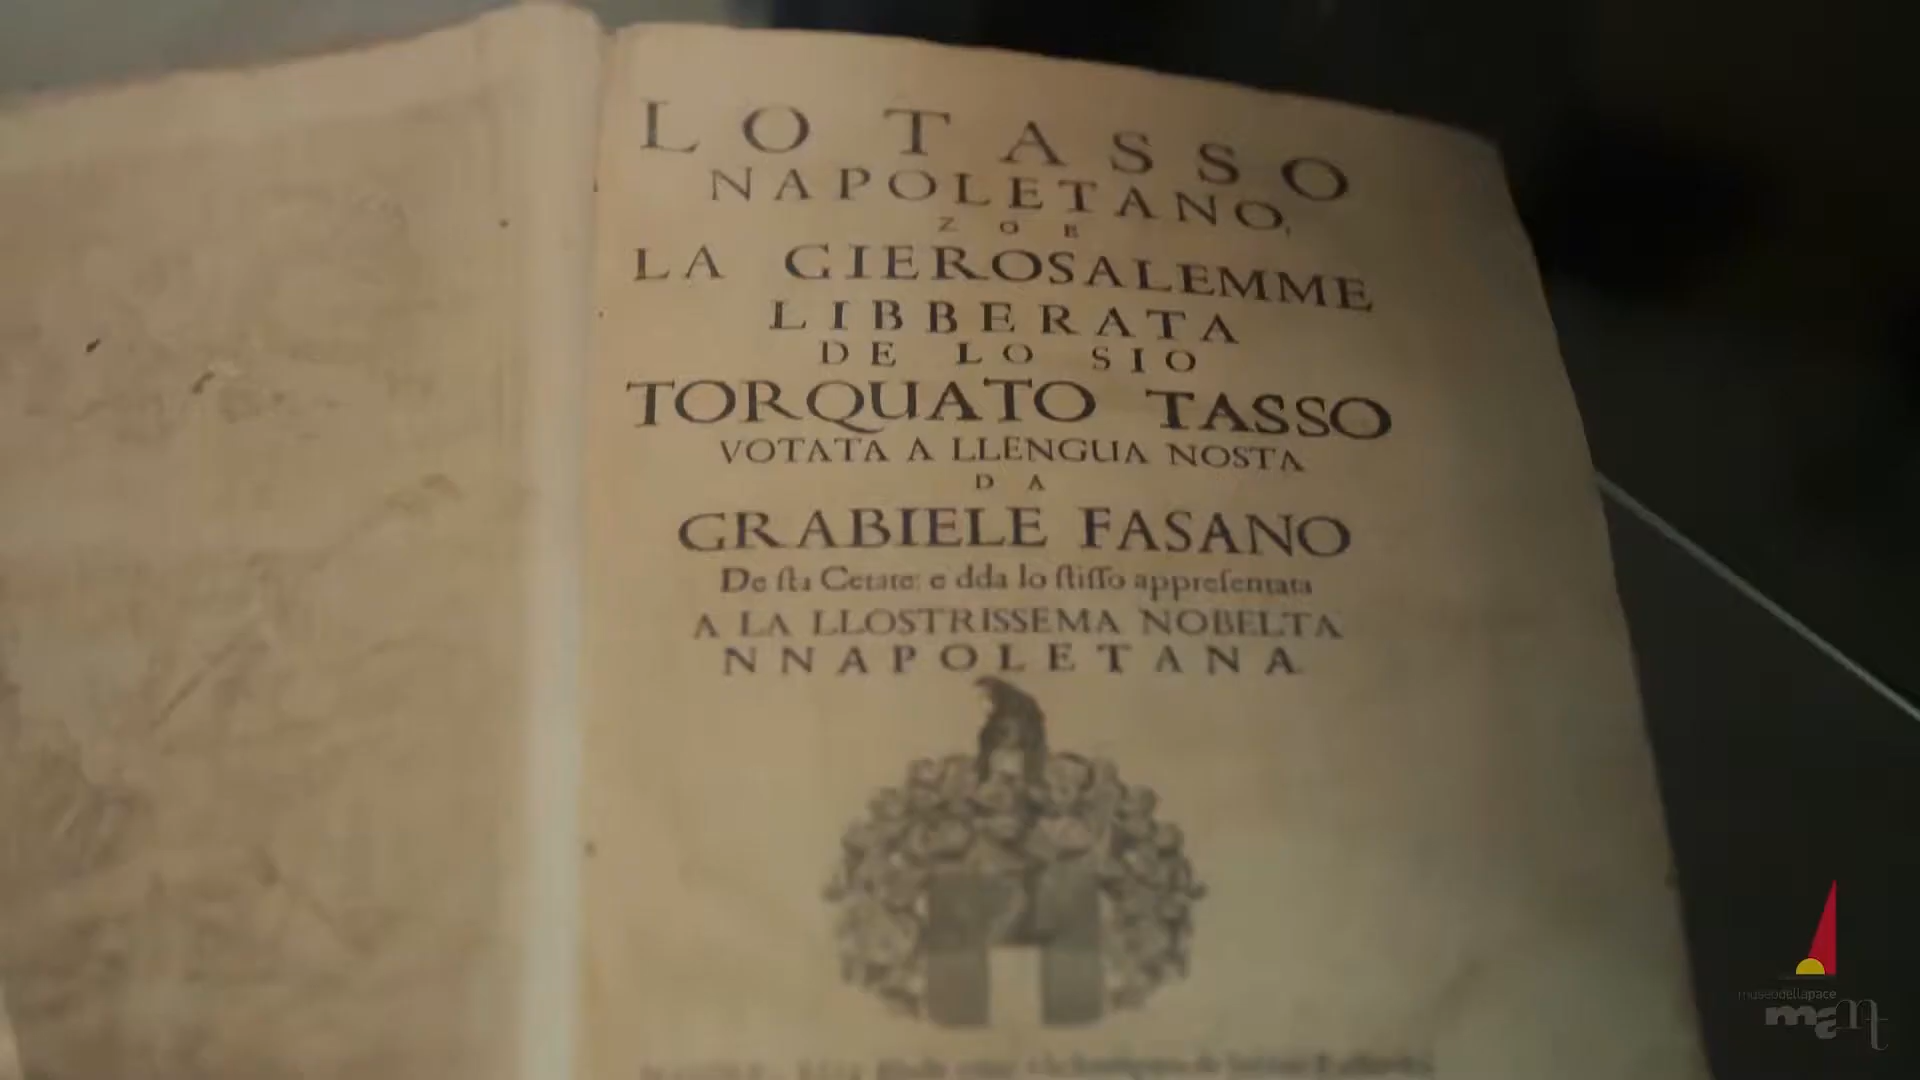 LO TASSO
NAPOLETANO,
ZOE
LA GIEROSALEMME
LIBBERATA
DE LO SIO
TORQUATO TASSO
VOTATA A LLENGUA NOSTA
DA
GRABIELE FASANO
De sta Cetate: e dda lo stisso appresentata
A LA LLOSTRISSEMA NOBELTA
NNAPOLETANA
museodellapace